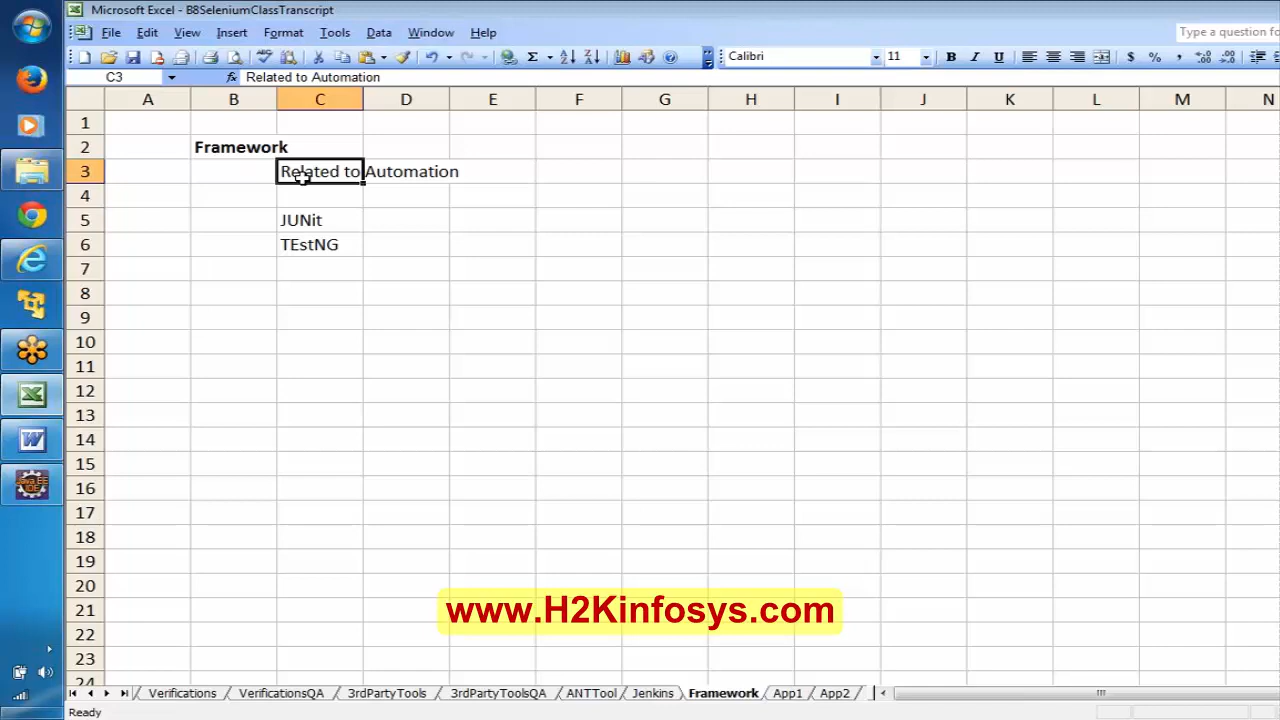 Microsoft Excel - B8SeleniumClassTranscript
File Edit View Insert Format Tools Data Window Help
Type a question fo
Calibri 11 B I U $ % ,
C3 fx Related to Automation
A B C D E F G H I J K L M N
1
2 Framework
3 Related to Automation
4
5 JUNit
6 TEstNG
7
8
9
10
11
12
13
14
15
16
17
18
19
20
21
22
23
24
www.H2Kinfosys.com
Verifications VerificationsQA 3rdPartyTools 3rdPartyToolsQA ANTTool Jenkins Framework App1 App2
Ready